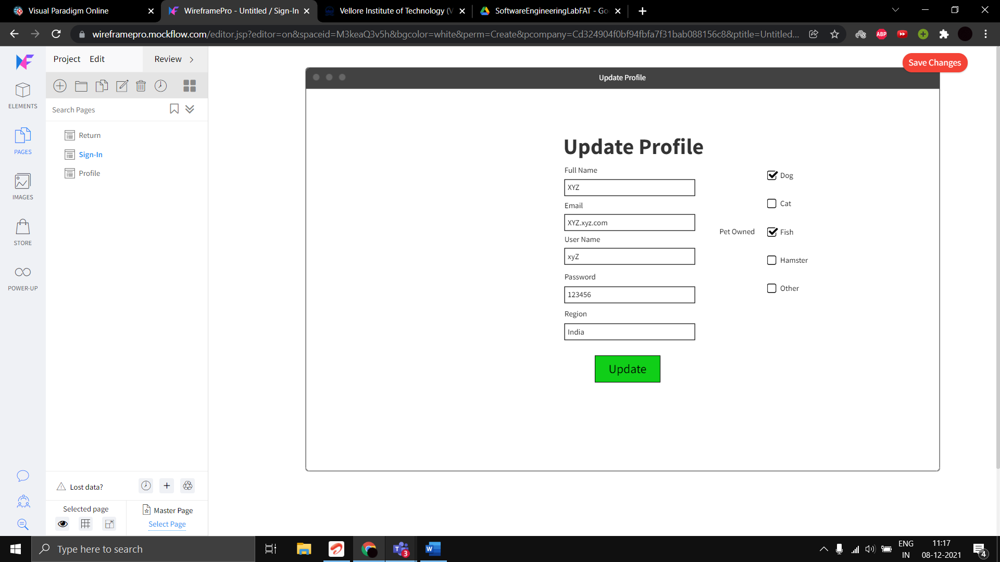 Visual Paradigm Online
WireframePro - Untitled / Sign-In
Vellore Institute of Technology (V
SoftwareEngineeringLabFAT - Go
wireframepro.mockflow.com/editor.jsp?editor=on&spaceid=M3keaQ3v5h&bgcolor=white&perm=Create&pcompany=Cd324904f0bf94fbfa7f31bab088156c8&ptitle=Untitled...
ABP
Project Edit Review
Save Changes
Update Profile
ELEMENTS
Search Pages
Return
PAGES
Sign-In
Profile
IMAGES
STORE
POWER-UP
Update Profile
Full Name
XYZ
Email
XYZ.xyz.com
User Name
xyZ
Password
123456
Region
India
Update
Pet Owned
Dog
Cat
Fish
Hamster
Other
Lost data?
Selected page
Master Page
Select Page
Type here to search
T
3
W
ENG
IN
11:17
08-12-2021
4